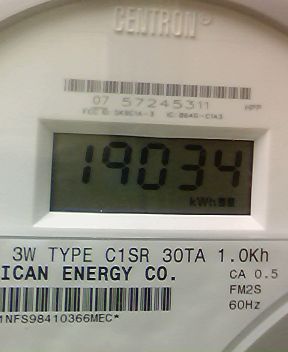 CENTRON®
07 57245311
19034
kWh
3W TYPE C1SR 30TA 1.0Kh
ICAN ENERGY CO.
CA 0.5
FM2S
60Hz
1NFS98410366MEC*